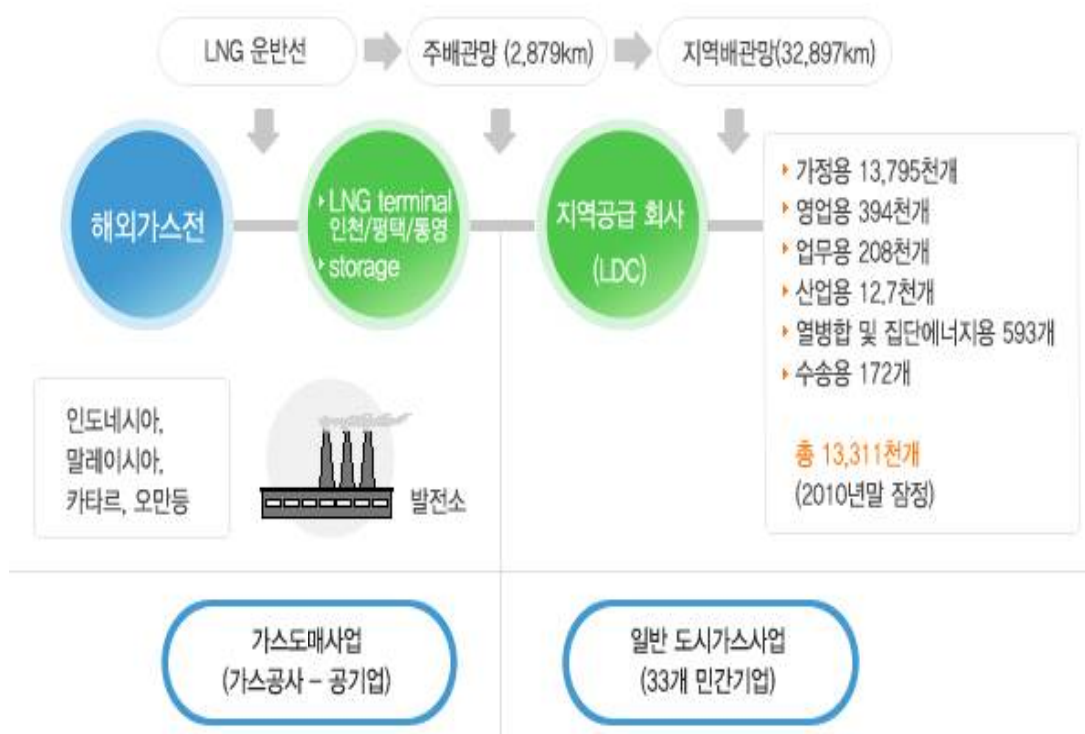 LNG 운반선
주배관망 (2,879km)
지역배관망(32,897km)
해외가스전
LNG terminal
인천/평택/통영
storage
지역공급 회사
(LDC)
가정용 13,795천개
영업용 394천개
업무용 208천개
산업용 12,7천개
열병합 및 집단에너지용 593개
수송용 172개
총 13,311천개
(2010년말 잠정)
인도네시아,
말레이시아,
카타르, 오만등
발전소
가스도매사업
(가스공사 – 공기업)
일반 도시가스사업
(33개 민간기업)